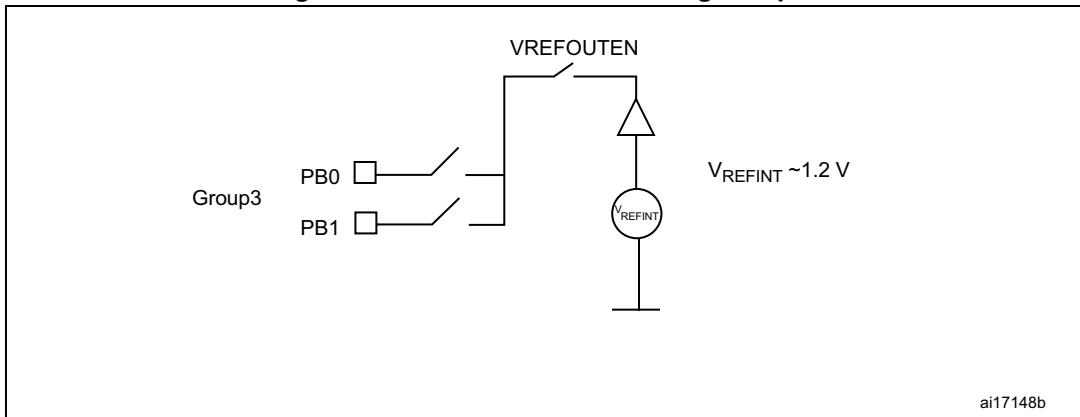 VREFOUTEN
PB0
Group3
PB1
VREFINT ~1.2 V
VREFINT
ai17148b